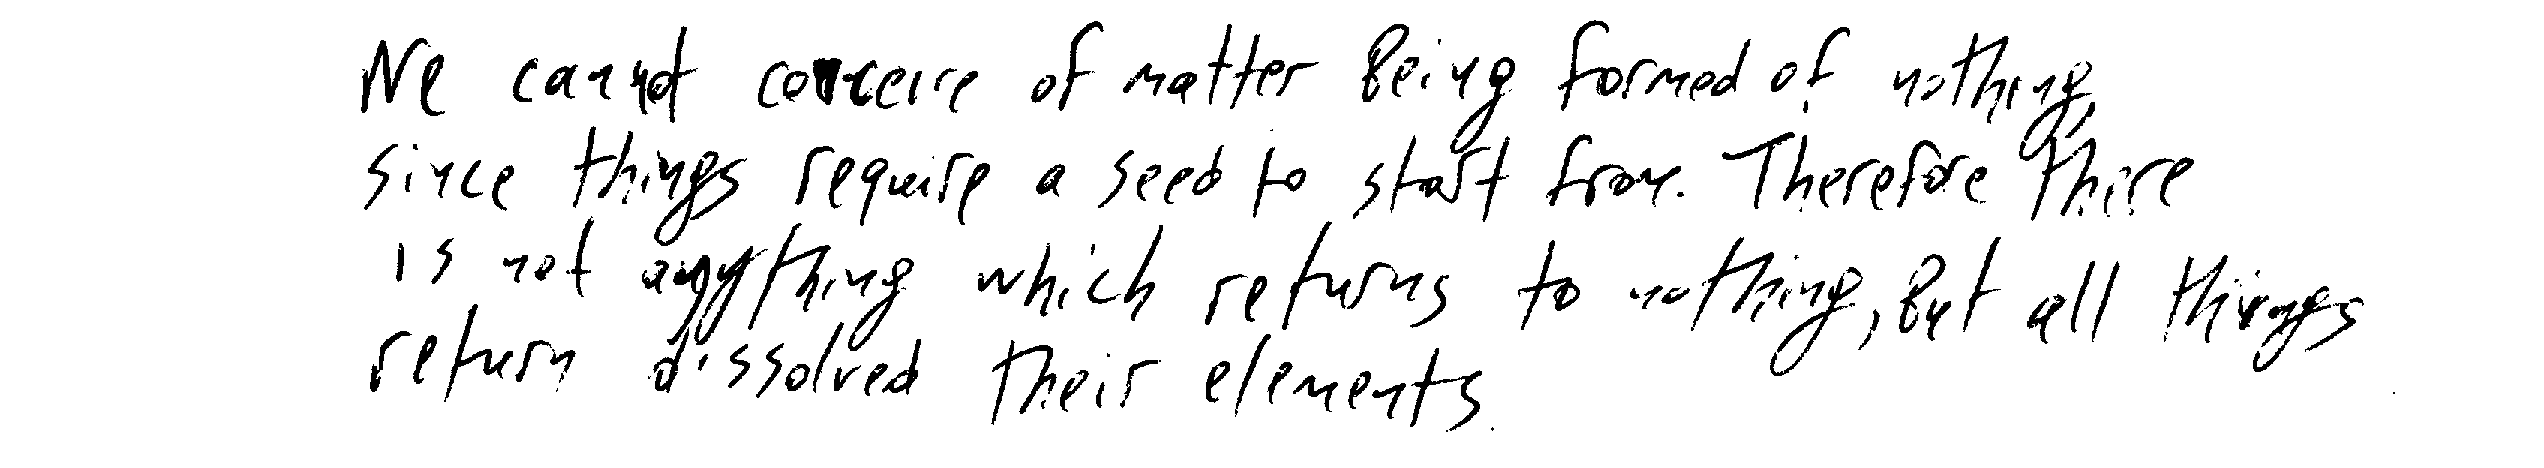 We cannot conceive of matter being formed of nothing,
since things require a seed to start from. Therefore there
is not anything which returns to nothing, but all things
return dissolved their elements.